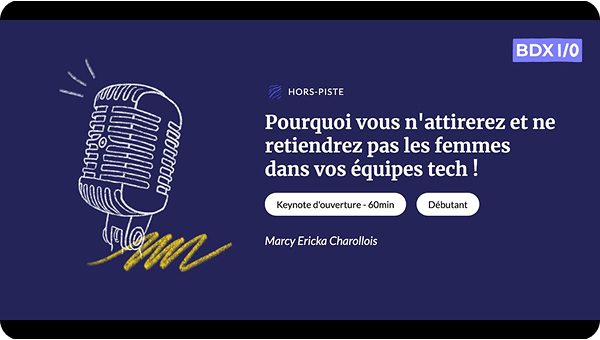 BDX I/O
HORS-PISTE
Pourquoi vous n'attirerez et ne
retiendrez pas les femmes
dans vos équipes tech !
Keynote d'ouverture - 60min
Débutant
Marcy Ericka Charollois